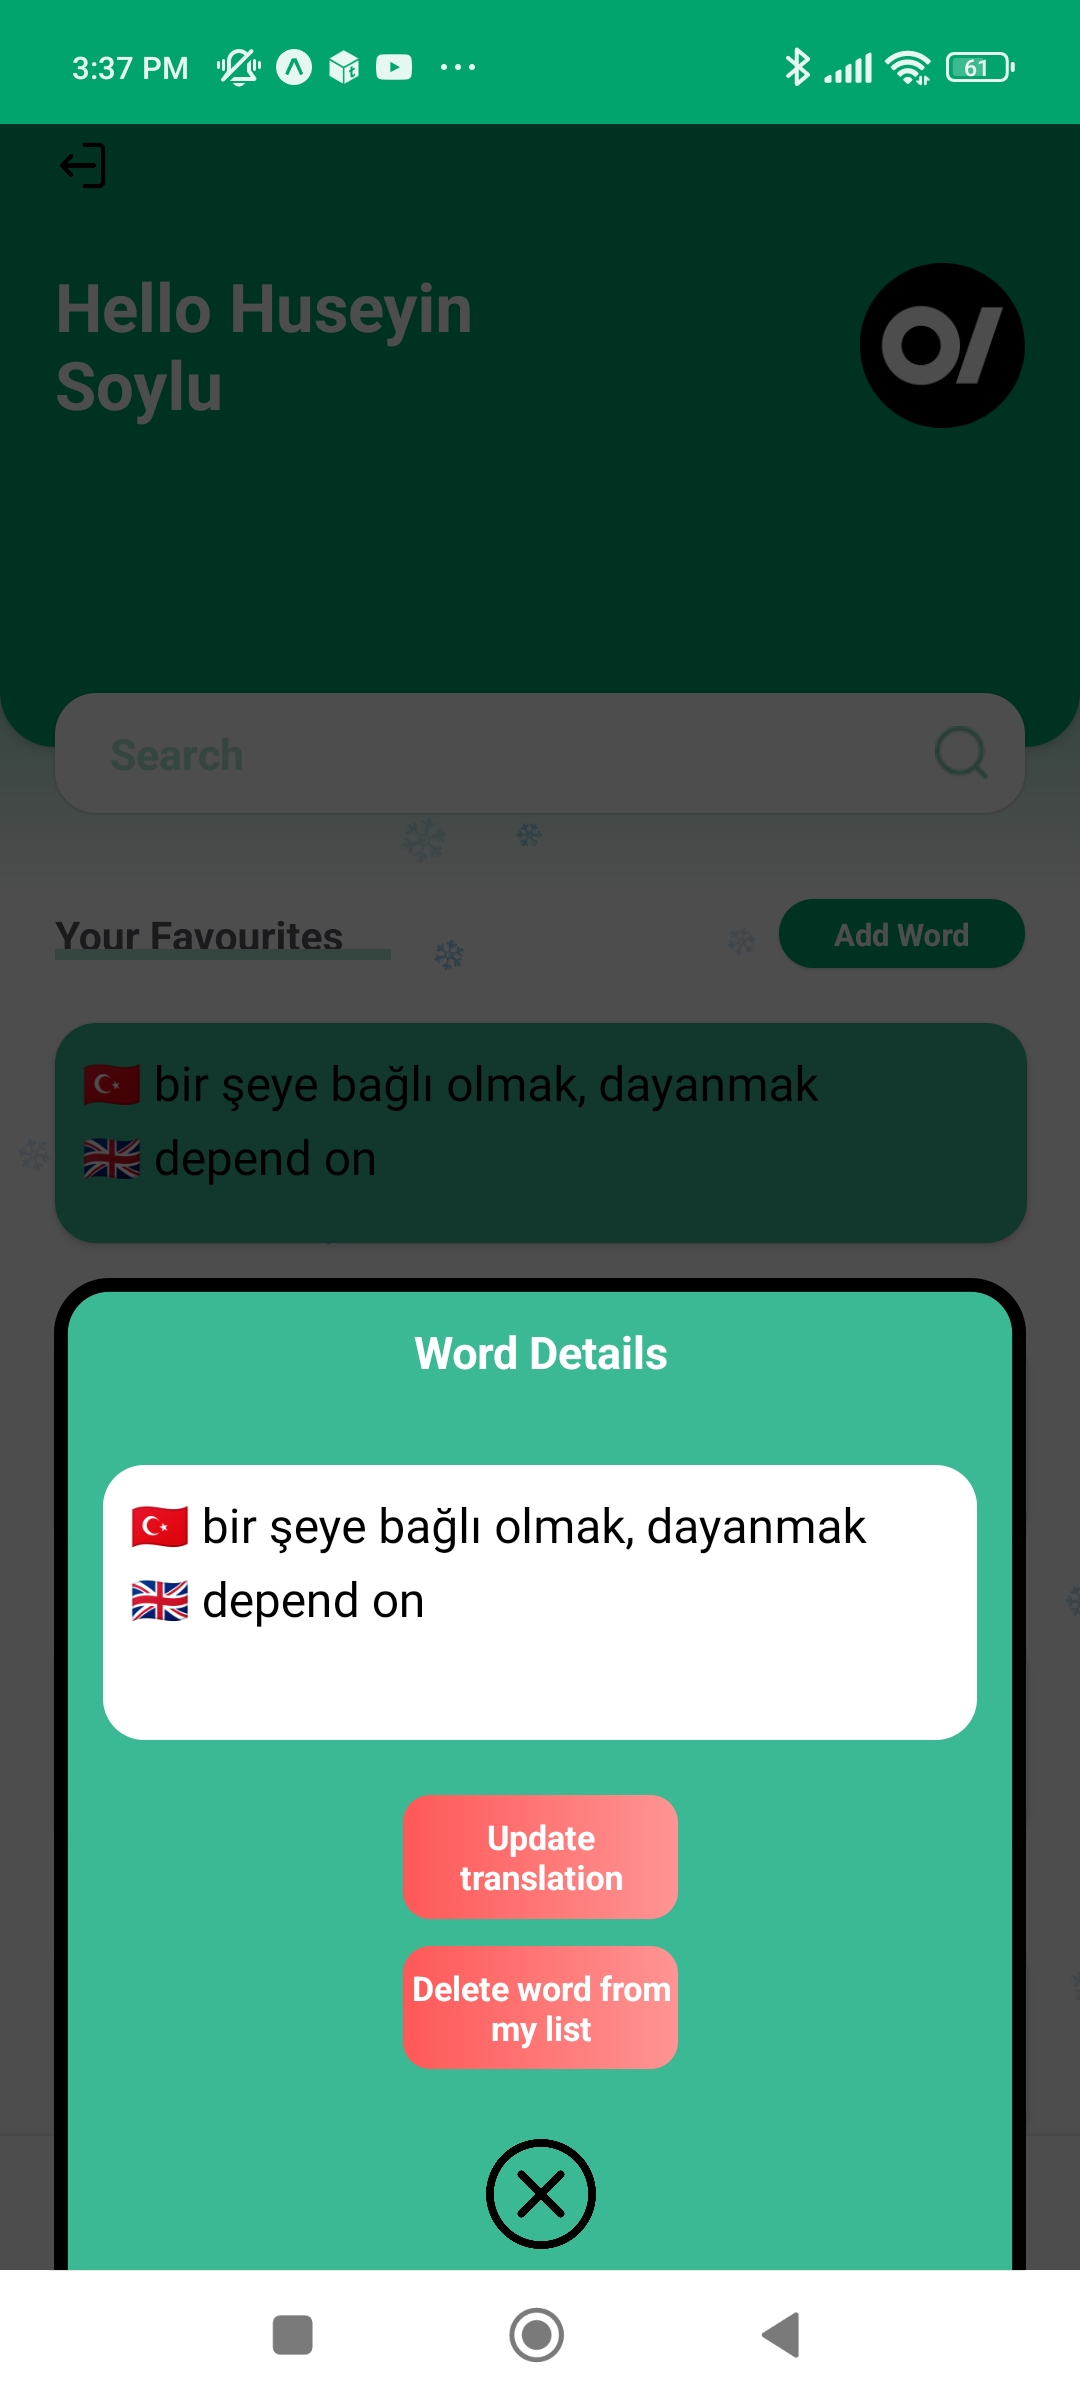 3:37 PM
61
Hello Huseyin
Soylu
Search
Your Favourites
Add Word
bir şeye bağlı olmak, dayanmak
depend on
Word Details
bir şeye bağlı olmak, dayanmak
depend on
Update
translation
Delete word from
my list